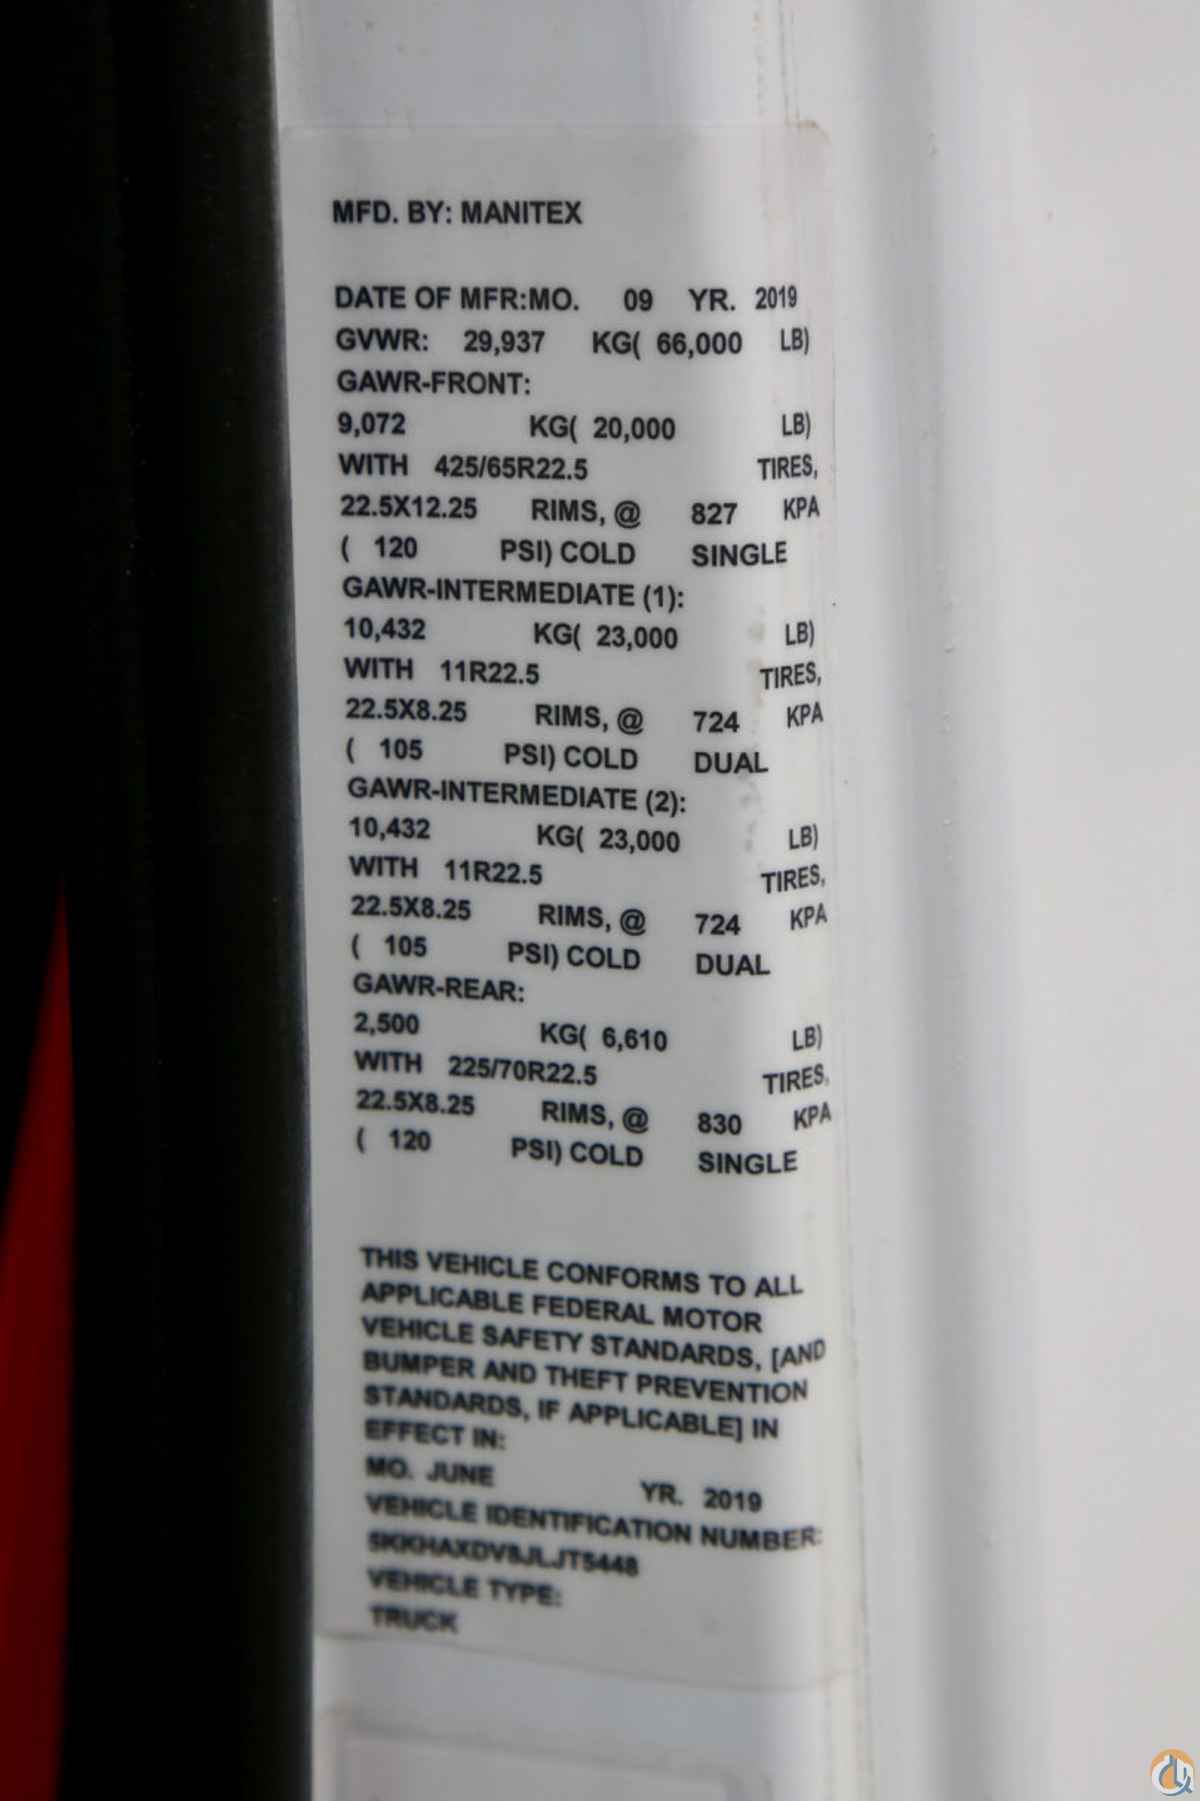 MFD. BY: MANITEX
DATE OF MFR:MO. 09 YR. 2019
GVWR: 29,937 KG( 66,000 LB)
GAWR-FRONT:
9,072 KG( 20,000 LB)
WITH 425/65R22.5 TIRES,
22.5X12.25 RIMS, @ 827 KPA
( 120 PSI) COLD SINGLE
GAWR-INTERMEDIATE (1):
10,432 KG( 23,000 LB)
WITH 11R22.5 TIRES,
22.5X8.25 RIMS, @ 724 KPA
( 105 PSI) COLD DUAL
GAWR-INTERMEDIATE (2):
10,432 KG( 23,000 LB)
WITH 11R22.5 TIRES,
22.5X8.25 RIMS, @ 724 KPA
( 105 PSI) COLD DUAL
GAWR-REAR:
2,500 KG( 6,610 LB)
WITH 225/70R22.5 TIRES,
22.5X8.25 RIMS, @ 830 KPA
( 120 PSI) COLD SINGLE
THIS VEHICLE CONFORMS TO ALL
APPLICABLE FEDERAL MOTOR
VEHICLE SAFETY STANDARDS, [AND
BUMPER AND THEFT PREVENTION
STANDARDS, IF APPLICABLE] IN
EFFECT IN:
MO. JUNE YR. 2019
VEHICLE IDENTIFICATION NUMBER:
5KKHAXDV8JLJT5448
VEHICLE TYPE:
TRUCK